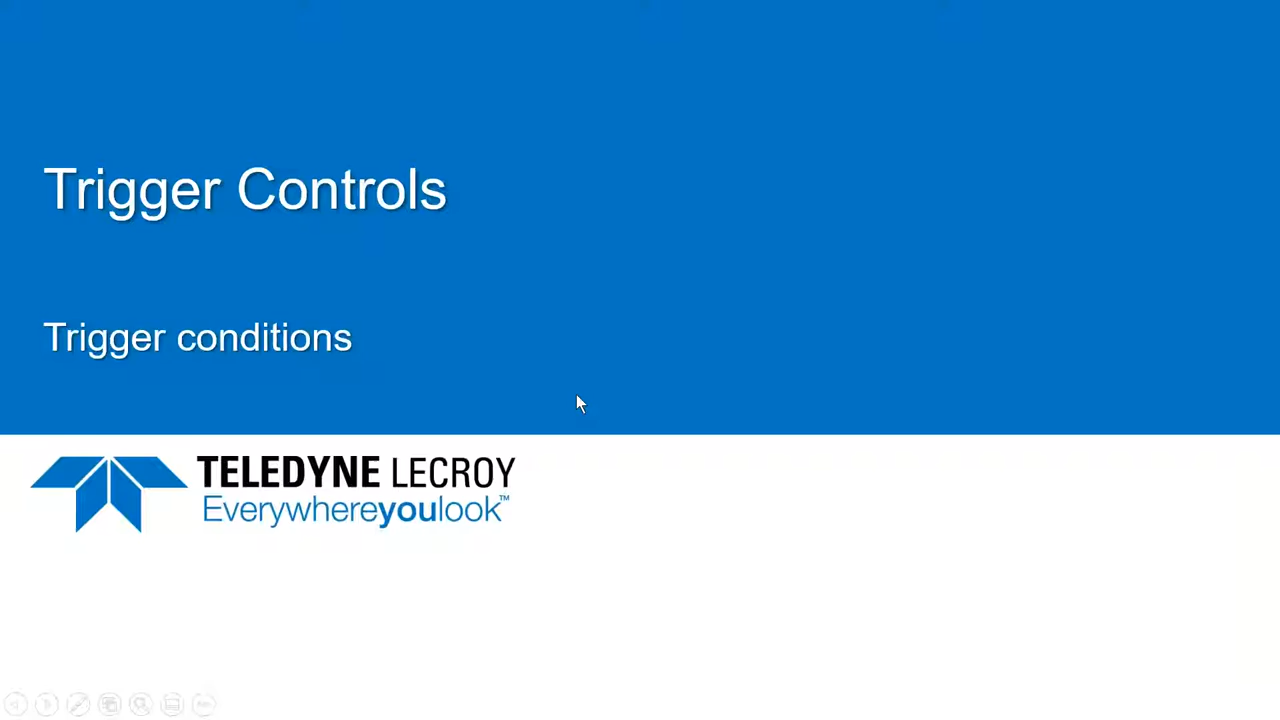 Trigger Controls
Trigger conditions
TELEDYNE LECROY
Everywhereyoulook™